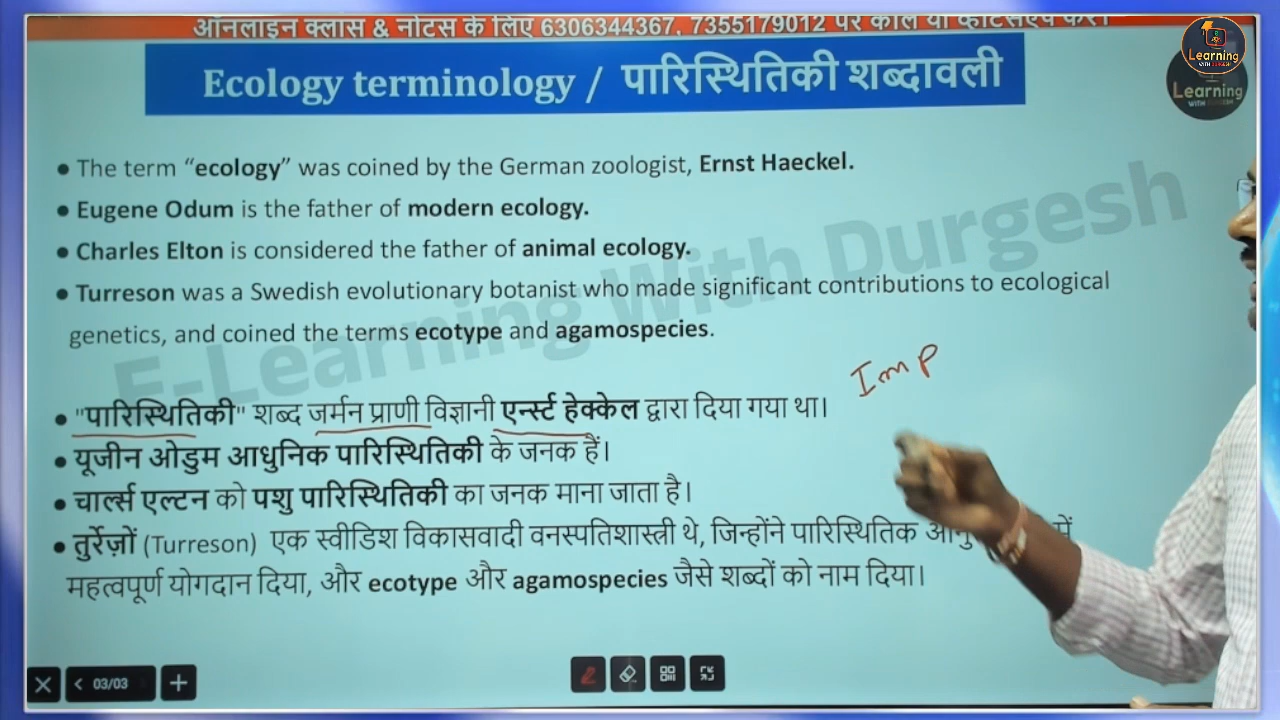 ऑनलाइन क्लास & नोटस के लिए 6306344367, 7355179012 पर कॉल या व्हाटसएप करें।
Learning
WITH DURGESH
Learning
Ecology terminology / पारिस्थितिकी शब्दावली
● The term “ecology” was coined by the German zoologist, Ernst Haeckel.
● Eugene Odum is the father of modern ecology.
● Charles Elton is considered the father of animal ecology.
● Turreson was a Swedish evolutionary botanist who made significant contributions to ecological
genetics, and coined the terms ecotype and agamospecies.
E-Learning With Durgesh
Imp
● "पारिस्थितिकी" शब्द जर्मन प्राणी विज्ञानी एर्न्स्ट हेक्केल द्वारा दिया गया था।
● यूजीन ओडुम आधुनिक पारिस्थितिकी के जनक हैं।
● चार्ल्स एल्टन को पशु पारिस्थितिकी का जनक माना जाता है।
● तुर्रेज़ों (Turreson) एक स्वीडिश विकासवादी वनस्पतिशास्त्री थे, जिन्होंने पारिस्थितिक में
महत्वपूर्ण योगदान दिया, और ecotype और agamospecies जैसे शब्दों को नाम दिया।
03/03